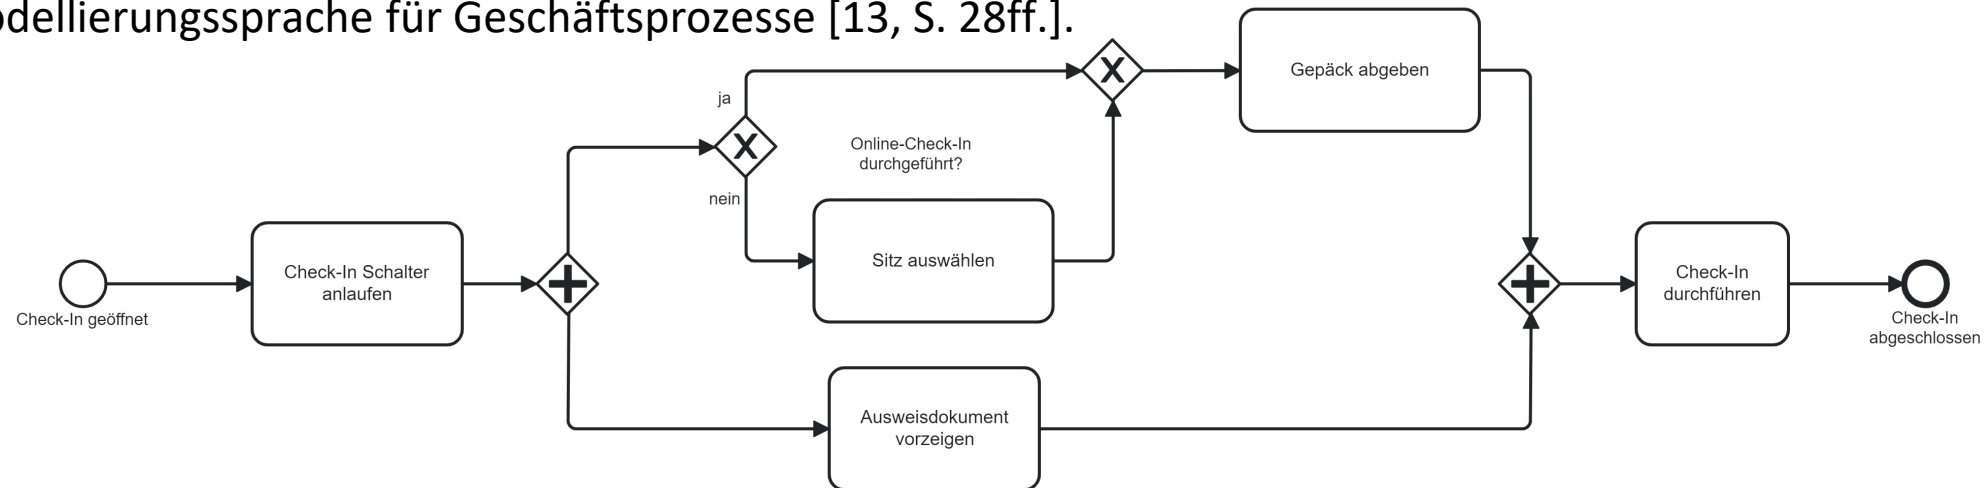 odellierungssprache für Geschäftsprozesse [13, S. 28ff.].
Gepäck abgeben
ja
Online-Check-In
durchgeführt?
nein
Sitz auswählen
Check-In Schalter
anlaufen
Check-In geöffnet
Check-In
durchführen
Check-In
abgeschlossen
Ausweisdokument
vorzeigen